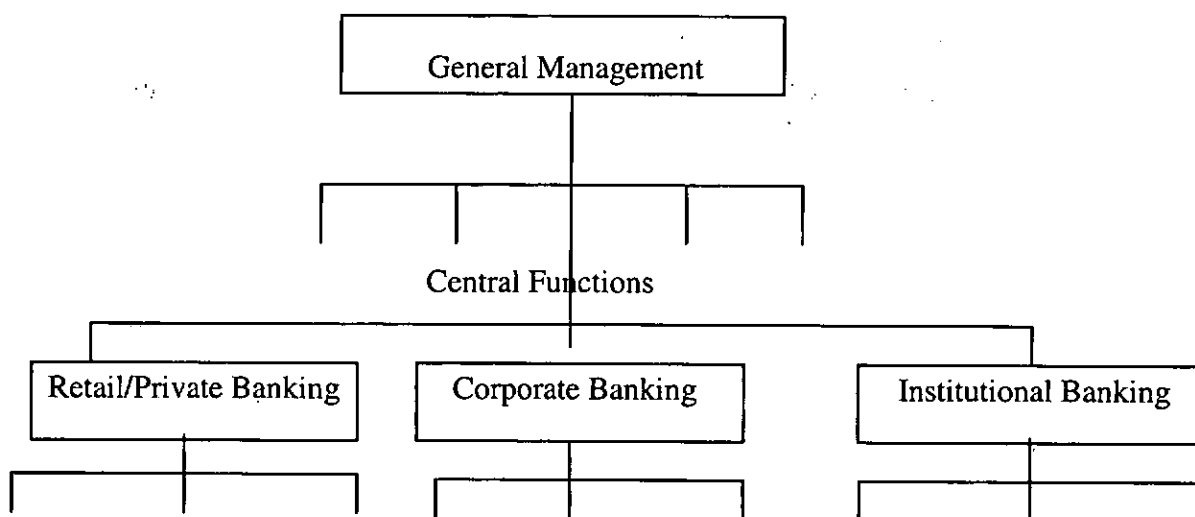 General Management
Central Functions
Retail/Private Banking
Corporate Banking
Institutional Banking